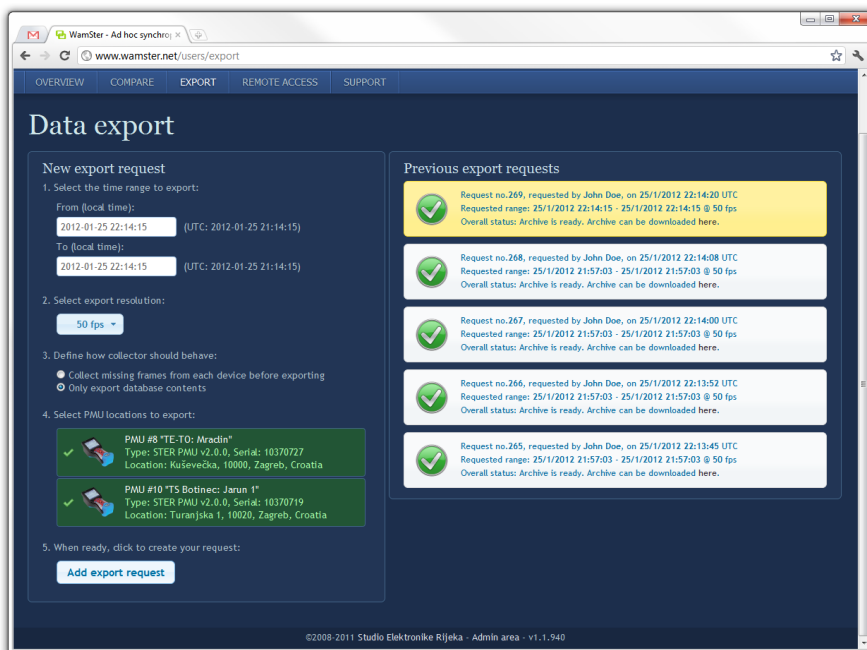 WamSter - Ad hoc synchro
www.wamster.net/users/export
OVERVIEW COMPARE EXPORT REMOTE ACCESS SUPPORT
Data export
New export request
1. Select the time range to export:
From (local time):
2012-01-25 22:14:15 (UTC: 2012-01-25 21:14:15)
To (local time):
2012-01-25 22:14:15 (UTC: 2012-01-25 21:14:15)
2. Select export resolution:
50 fps
3. Define how collector should behave:
Collect missing frames from each device before exporting
Only export database contents
4. Select PMU locations to export:
PMU #8 "TE-TO: Mradin"
Type: STER PMU v2.0.0, Serial: 10370727
Location: Kuševečka, 10000, Zagreb, Croatia
PMU #10 "TS Botinec: Jarun 1"
Type: STER PMU v2.0.0, Serial: 10370719
Location: Turanjska 1, 10020, Zagreb, Croatia
5. When ready, click to create your request:
Add export request
Previous export requests
Request no.269, requested by John Doe, on 25/1/2012 22:14:20 UTC
Requested range: 25/1/2012 22:14:15 - 25/1/2012 22:14:15 @ 50 fps
Overall status: Archive is ready. Archive can be downloaded here.
Request no.268, requested by John Doe, on 25/1/2012 22:14:08 UTC
Requested range: 25/1/2012 21:57:03 - 25/1/2012 21:57:03 @ 50 fps
Overall status: Archive is ready. Archive can be downloaded here.
Request no.267, requested by John Doe, on 25/1/2012 22:14:00 UTC
Requested range: 25/1/2012 21:57:03 - 25/1/2012 21:57:03 @ 50 fps
Overall status: Archive is ready. Archive can be downloaded here.
Request no.266, requested by John Doe, on 25/1/2012 22:13:52 UTC
Requested range: 25/1/2012 21:57:03 - 25/1/2012 21:57:03 @ 50 fps
Overall status: Archive is ready. Archive can be downloaded here.
Request no.265, requested by John Doe, on 25/1/2012 22:13:45 UTC
Requested range: 25/1/2012 21:57:03 - 25/1/2012 21:57:03 @ 50 fps
Overall status: Archive is ready. Archive can be downloaded here.
©2008-2011 Studio Elektronike Rijeka - Admin area - v1.1.940